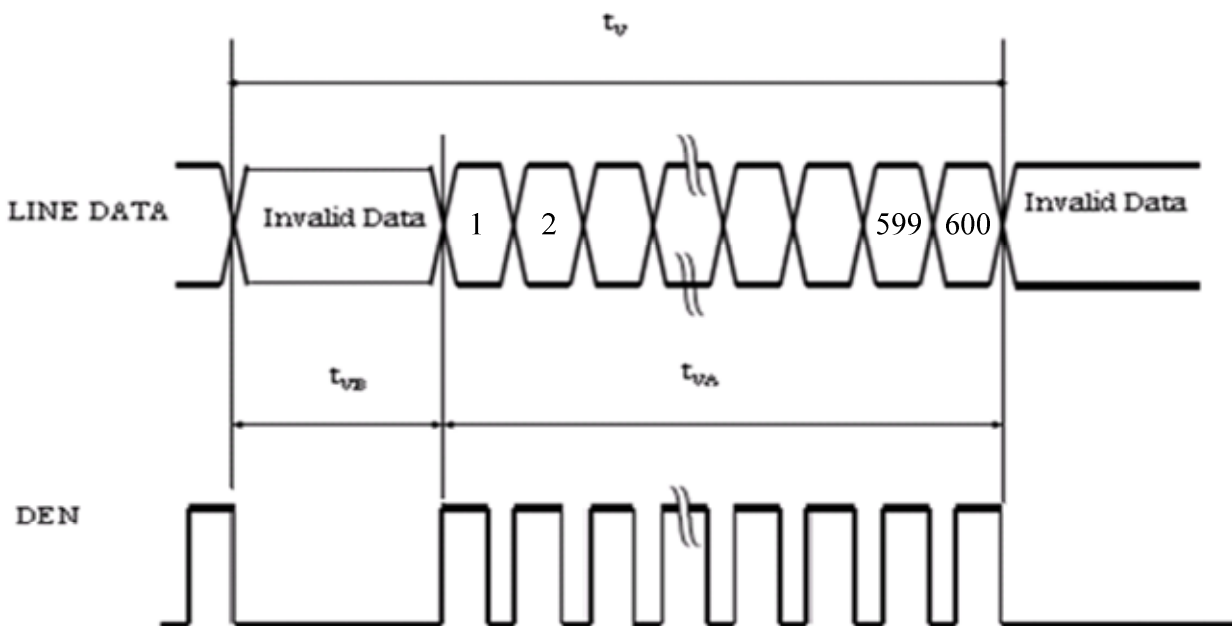 tv
LINE DATA
Invalid Data
1
2
599
600
Invalid Data
tVB
tVA
DEN